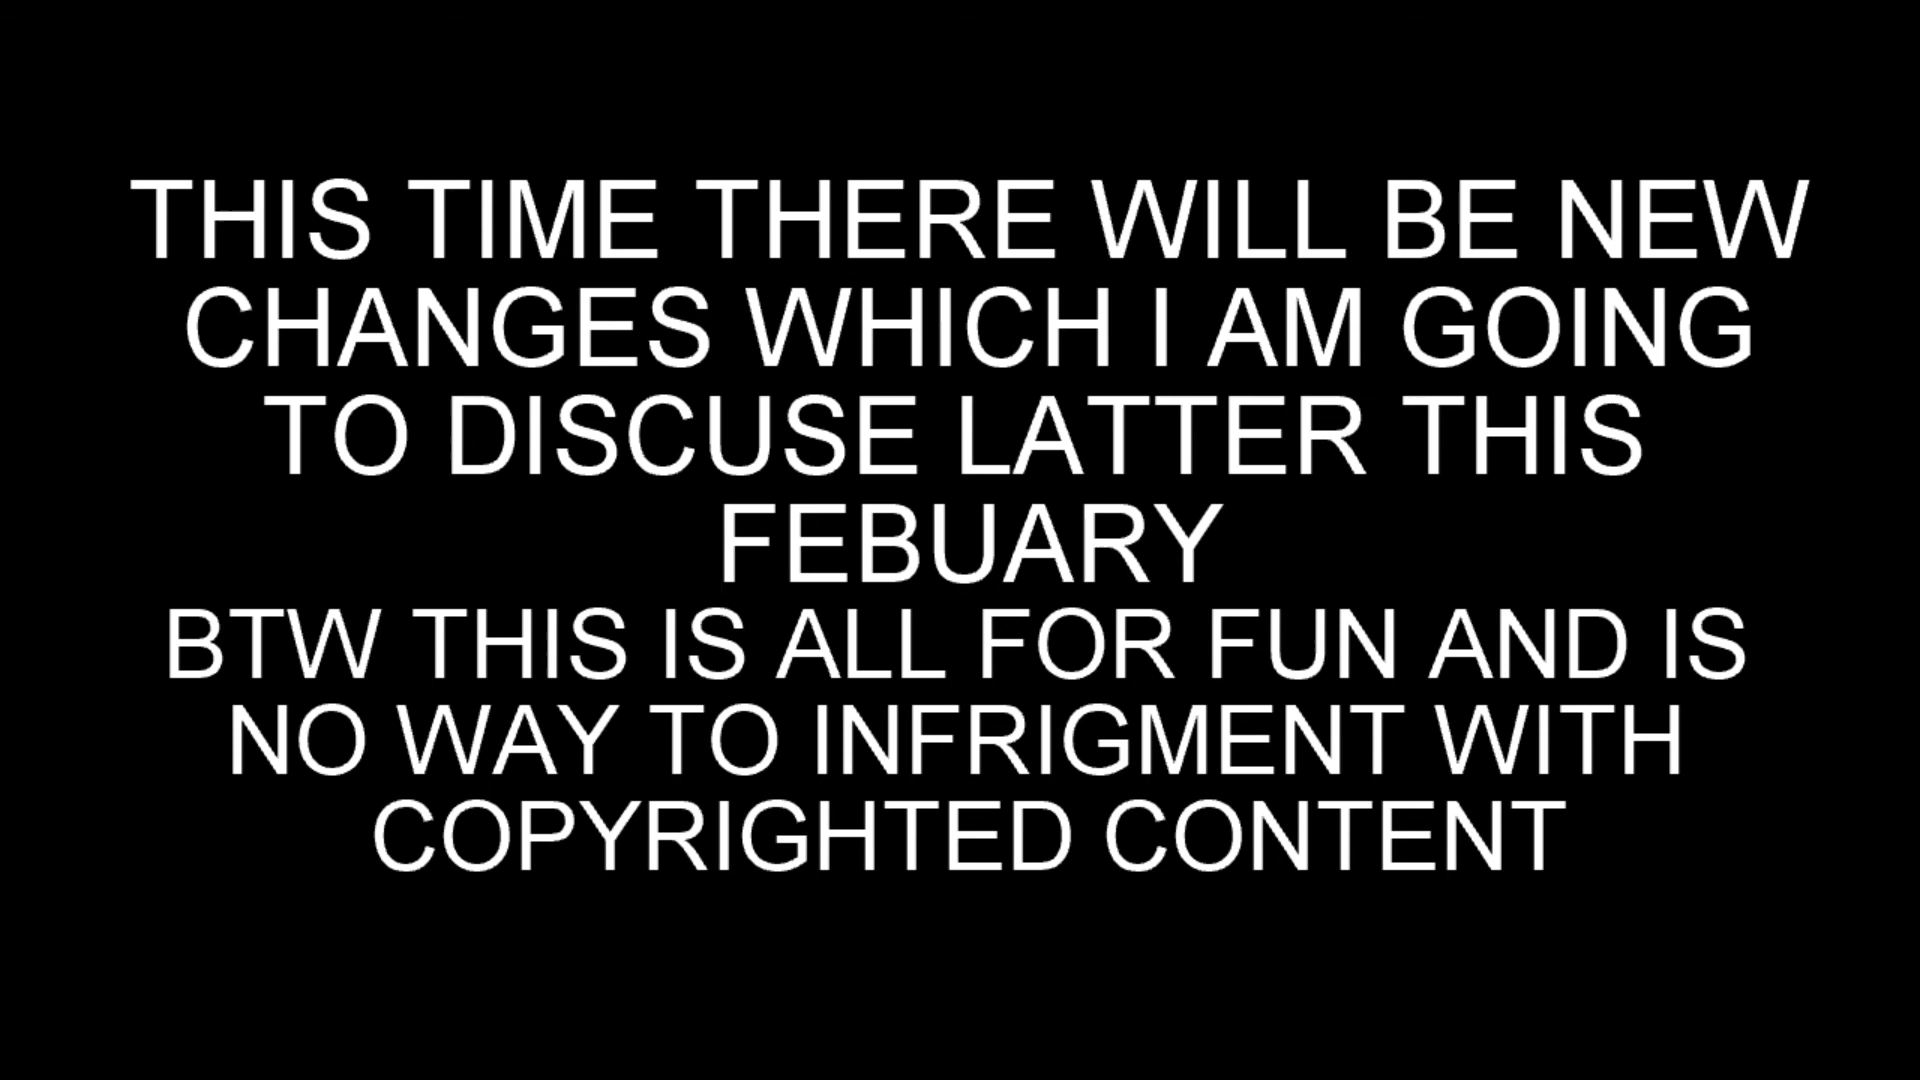 THIS TIME THERE WILL BE NEW
CHANGES WHICH I AM GOING
TO DISCUSE LATTER THIS
FEBUARY
BTW THIS IS ALL FOR FUN AND IS
NO WAY TO INFRIGMENT WITH
COPYRIGHTED CONTENT